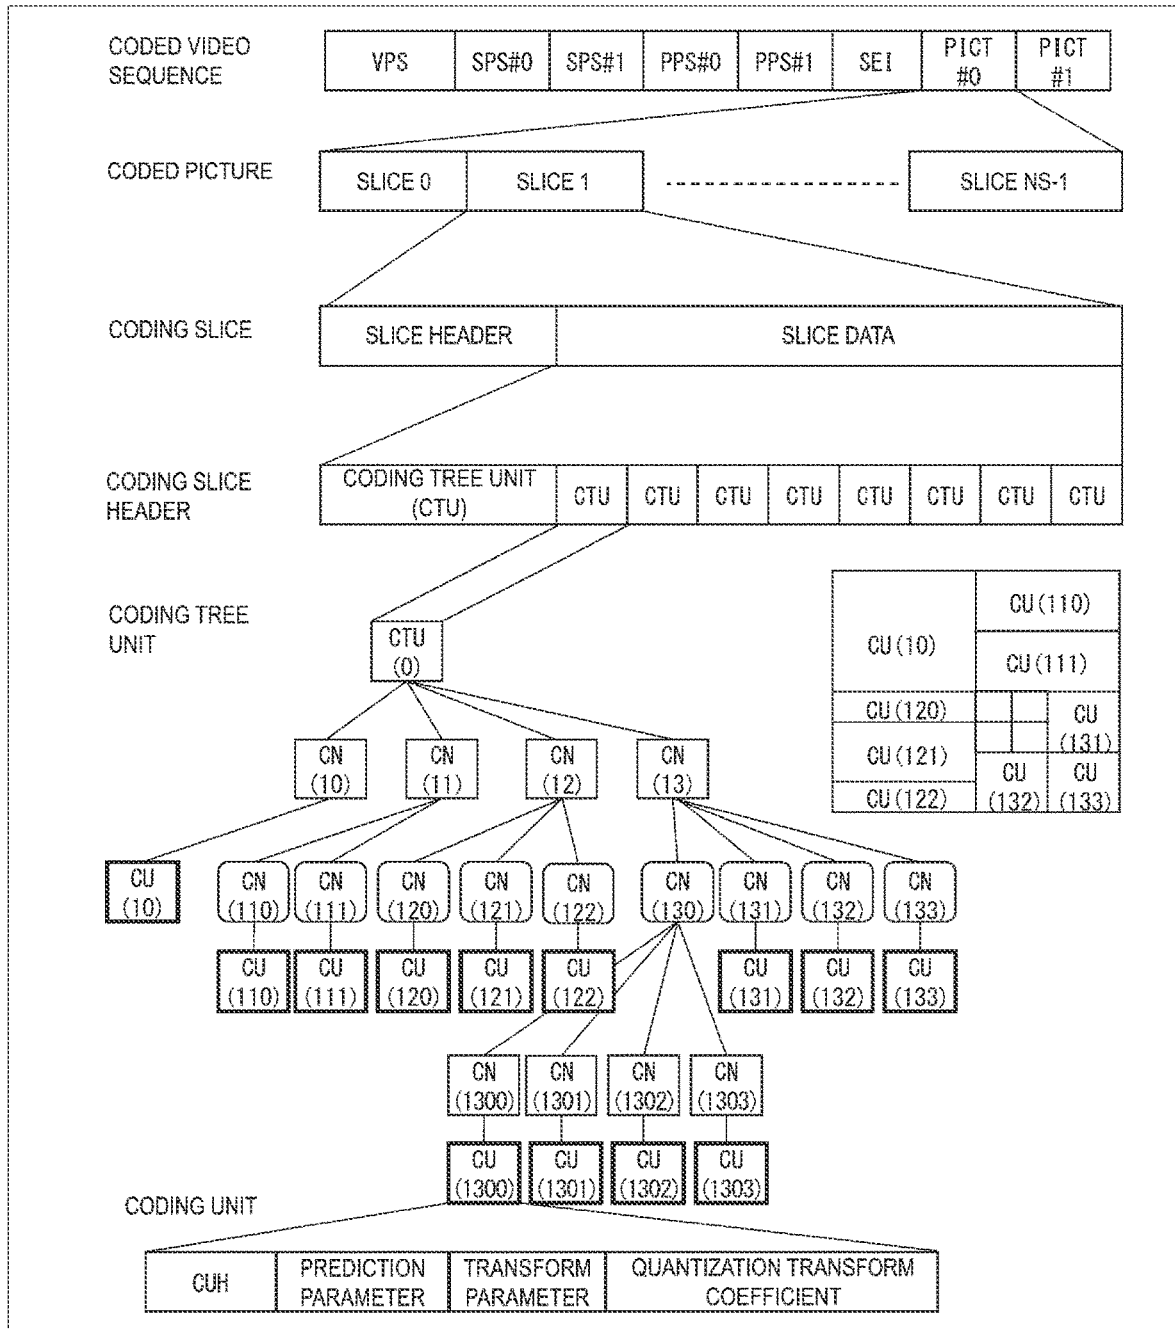 CODED VIDEO
SEQUENCE
VPS
SPS#0
SPS#1
PPS#0
PPS#1
SEI
PICT
#0
PICT
#1
CODED PICTURE
SLICE 0
SLICE 1
SLICE NS-1
CODING SLICE
SLICE HEADER
SLICE DATA
CODING SLICE
HEADER
CODING TREE UNIT
(CTU)
CTU
CTU
CTU
CTU
CTU
CTU
CTU
CTU
CODING TREE
UNIT
CTU
(0)
CU(10)
CU(110)
CU(111)
CU(120)
CU(121)
CU(122)
CU
(131)
CU
(132)
CU
(133)
CN
(10)
CN
(11)
CN
(12)
CN
(13)
CU
(10)
CN
(110)
CN
(111)
CN
(120)
CN
(121)
CN
(122)
CN
(130)
CN
(131)
CN
(132)
CN
(133)
CU
(110)
CU
(111)
CU
(120)
CU
(121)
CU
(122)
CU
(131)
CU
(132)
CU
(133)
CN
(1300)
CN
(1301)
CN
(1302)
CN
(1303)
CU
(1300)
CU
(1301)
CU
(1302)
CU
(1303)
CODING UNIT
CUH
PREDICTION
PARAMETER
TRANSFORM
PARAMETER
QUANTIZATION TRANSFORM
COEFFICIENT